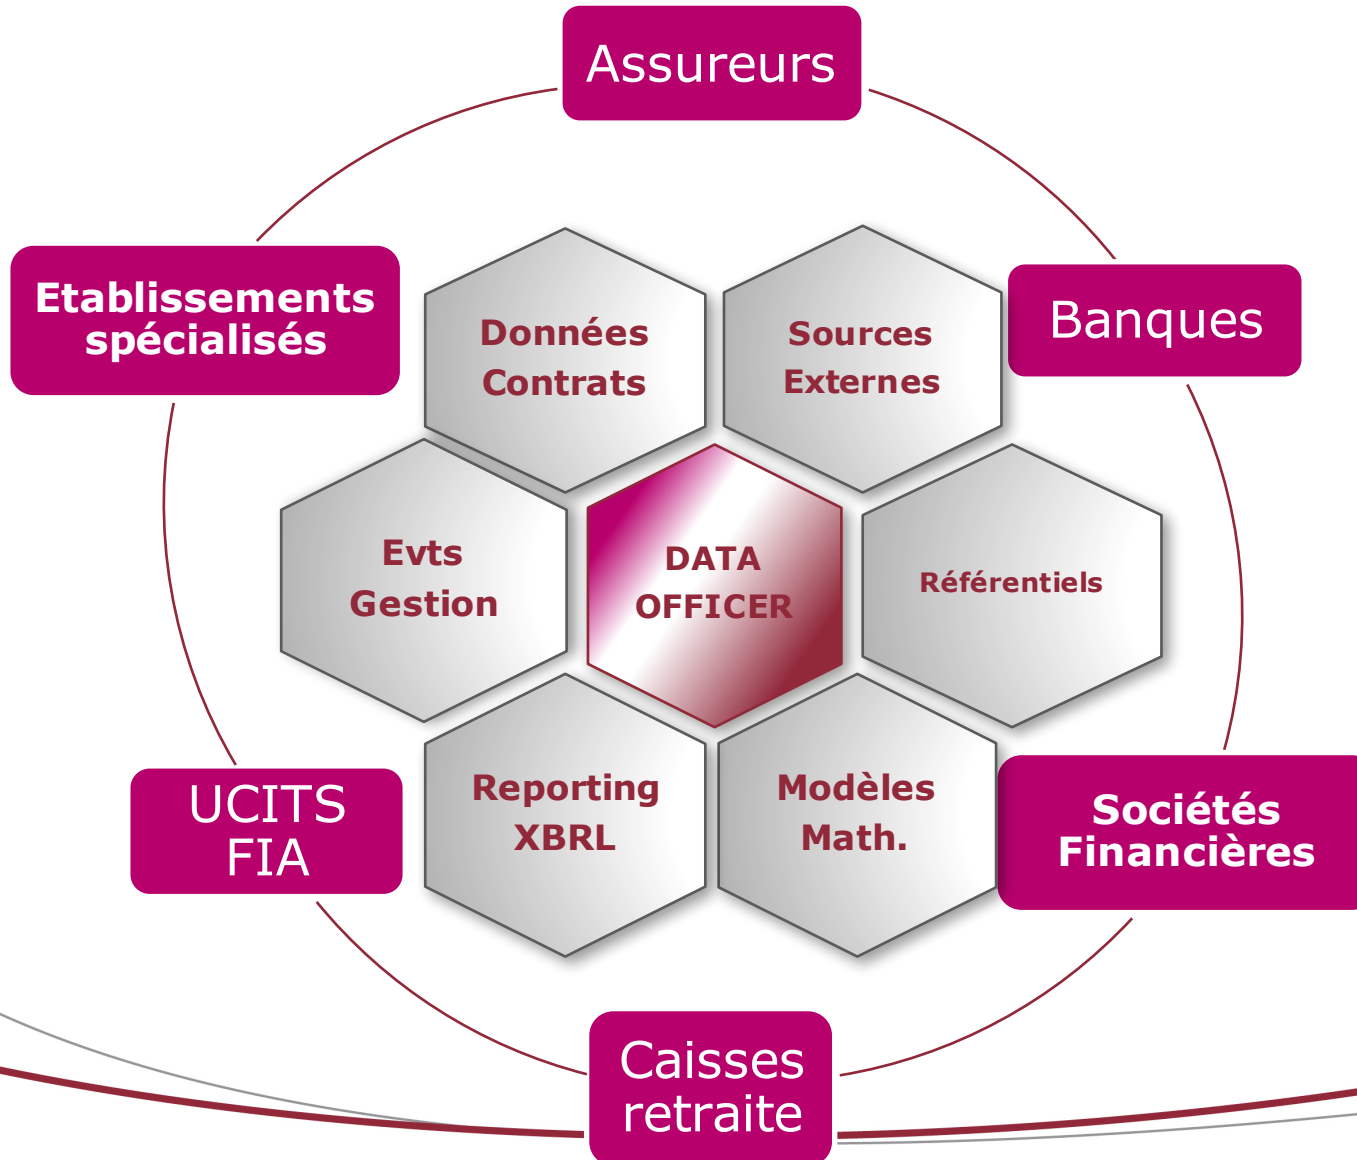 Assureurs
Etablissements
spécialisés
Banques
Données
Contrats
Sources
Externes
Evts
Gestion
DATA
OFFICER
Référentiels
Reporting
XBRL
Modèles
Math.
UCITS
FIA
Sociétés
Financières
Caisses
retraite